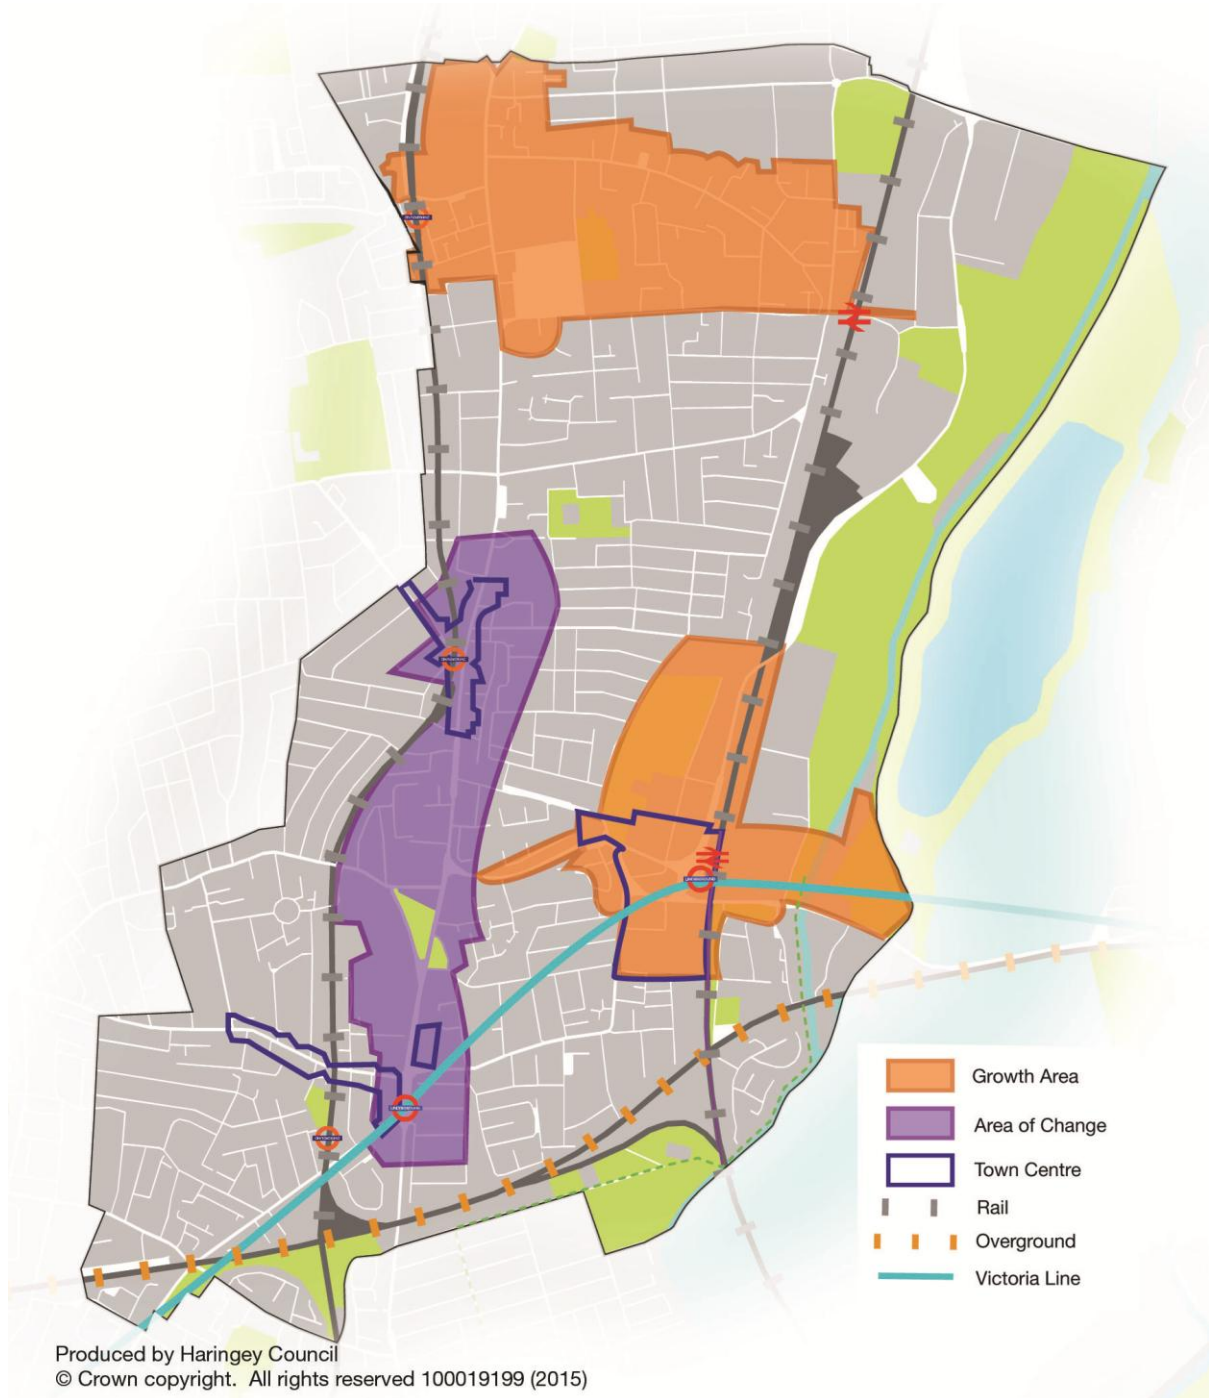 Growth Area
Area of Change
Town Centre
Rail
Overground
Victoria Line
Produced by Haringey Council
© Crown copyright. All rights reserved 100019199 (2015)